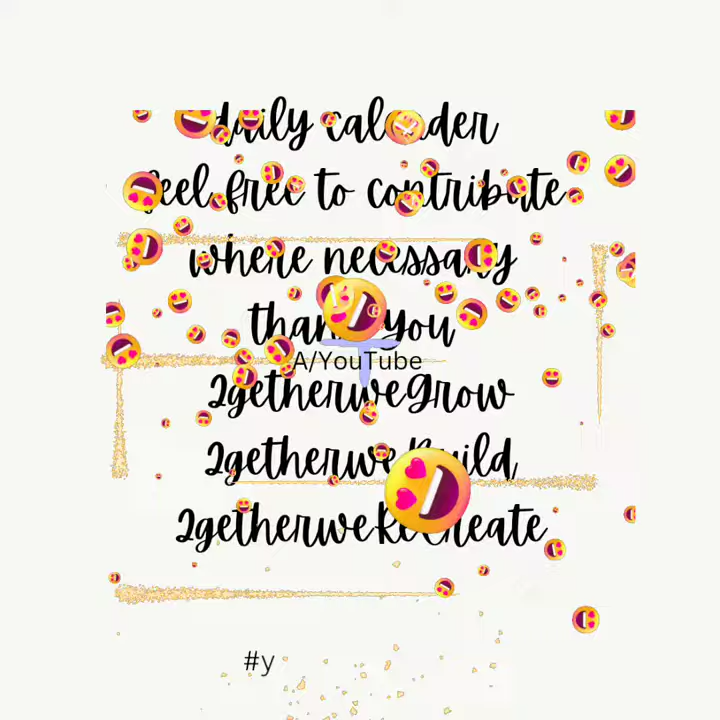 daily calender
feel free to contribute
where necessary
thank you
A/YouTube
2getherweGrow
2getherweBuild
2getherweReCreate
#y